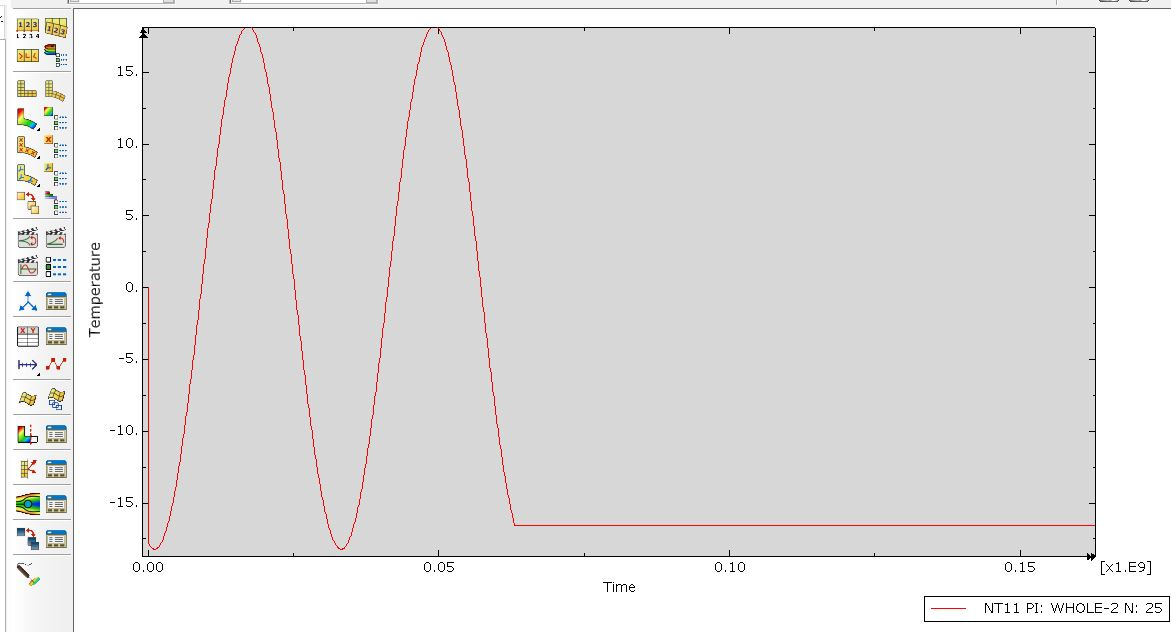 15.
10.
5.
0.
-5.
-10.
-15.
Temperature
0.00 0.05 0.10 0.15 [x1.E9]
Time
NT11 PI: WHOLE-2 N: 25